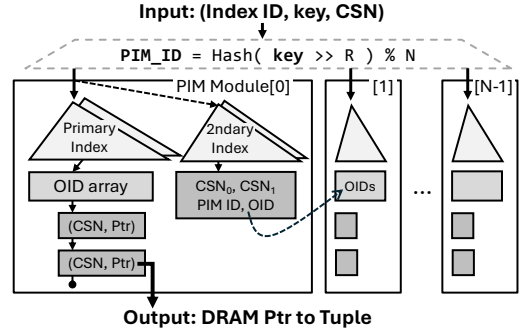 Input: (Index ID, key, CSN)
PIM_ID = Hash( key >> R ) % N
PIM Module[0]
[1]
[N-1]
Primary
Index
2ndary
Index
OID array
CSN₀, CSN₁
PIM ID, OID
OIDs
...
(CSN, Ptr)
(CSN, Ptr)
Output: DRAM Ptr to Tuple